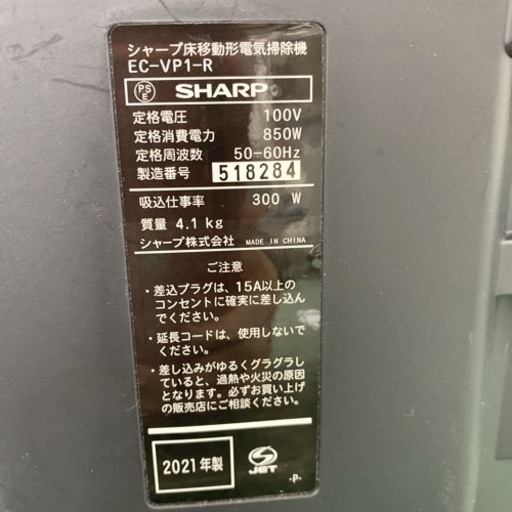 シャープ床移動形電気掃除機
EC-VP1-R
PS E SHARP
定格電圧 100V
定格消費電力 850W
定格周波数 50-60Hz
製造番号 518284
吸込仕事率 300 W
質量 4.1 kg
シャープ株式会社 MADE IN CHINA
ご注意
・差込プラグは、15A以上の
コンセントに確実に差し込ん
でください。
・延長コードは、使用しないで
ください。
・差し込みがゆるくグラグラ
していると、過熱や火災の原因
となります。必ずお買い上げ
の販売店にご相談ください。
2021年製
S JET
-P-